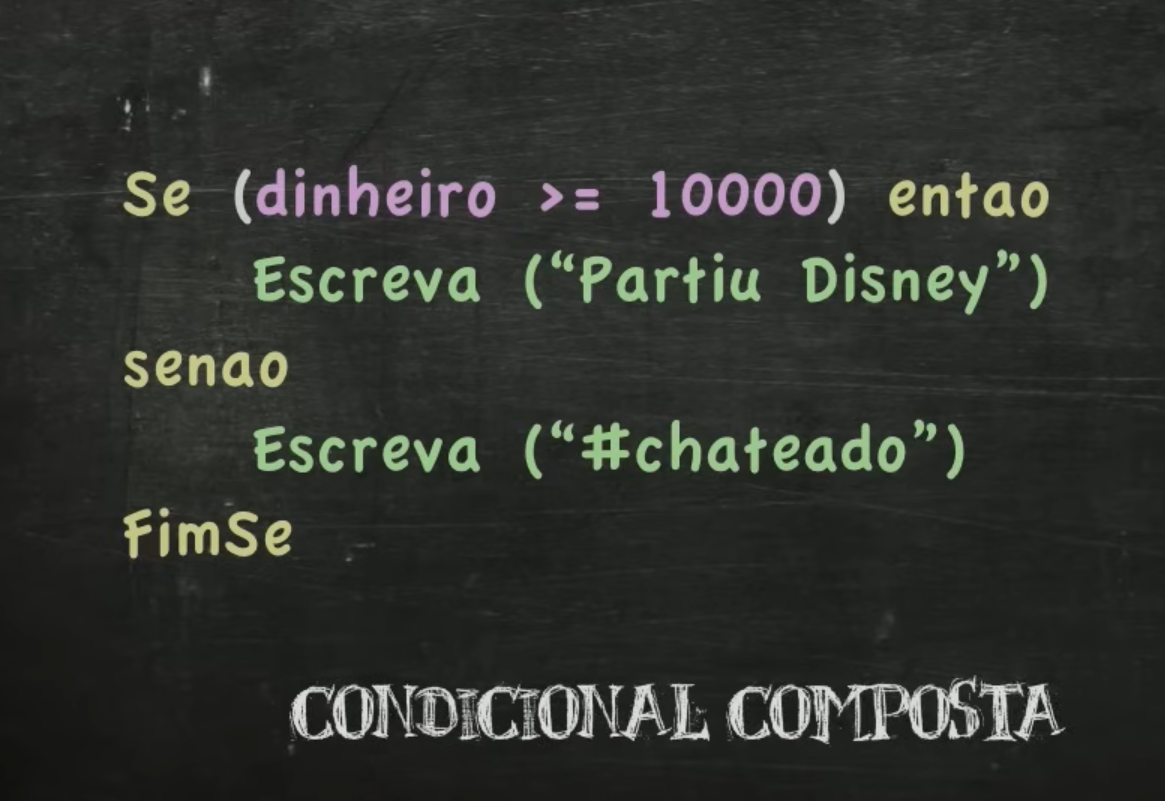 Se (dinheiro >= 10000) entao
Escreva (“Partiu Disney”)
senao
Escreva (“#chateado”)
FimSe
CONDICIONAL COMPOSTA